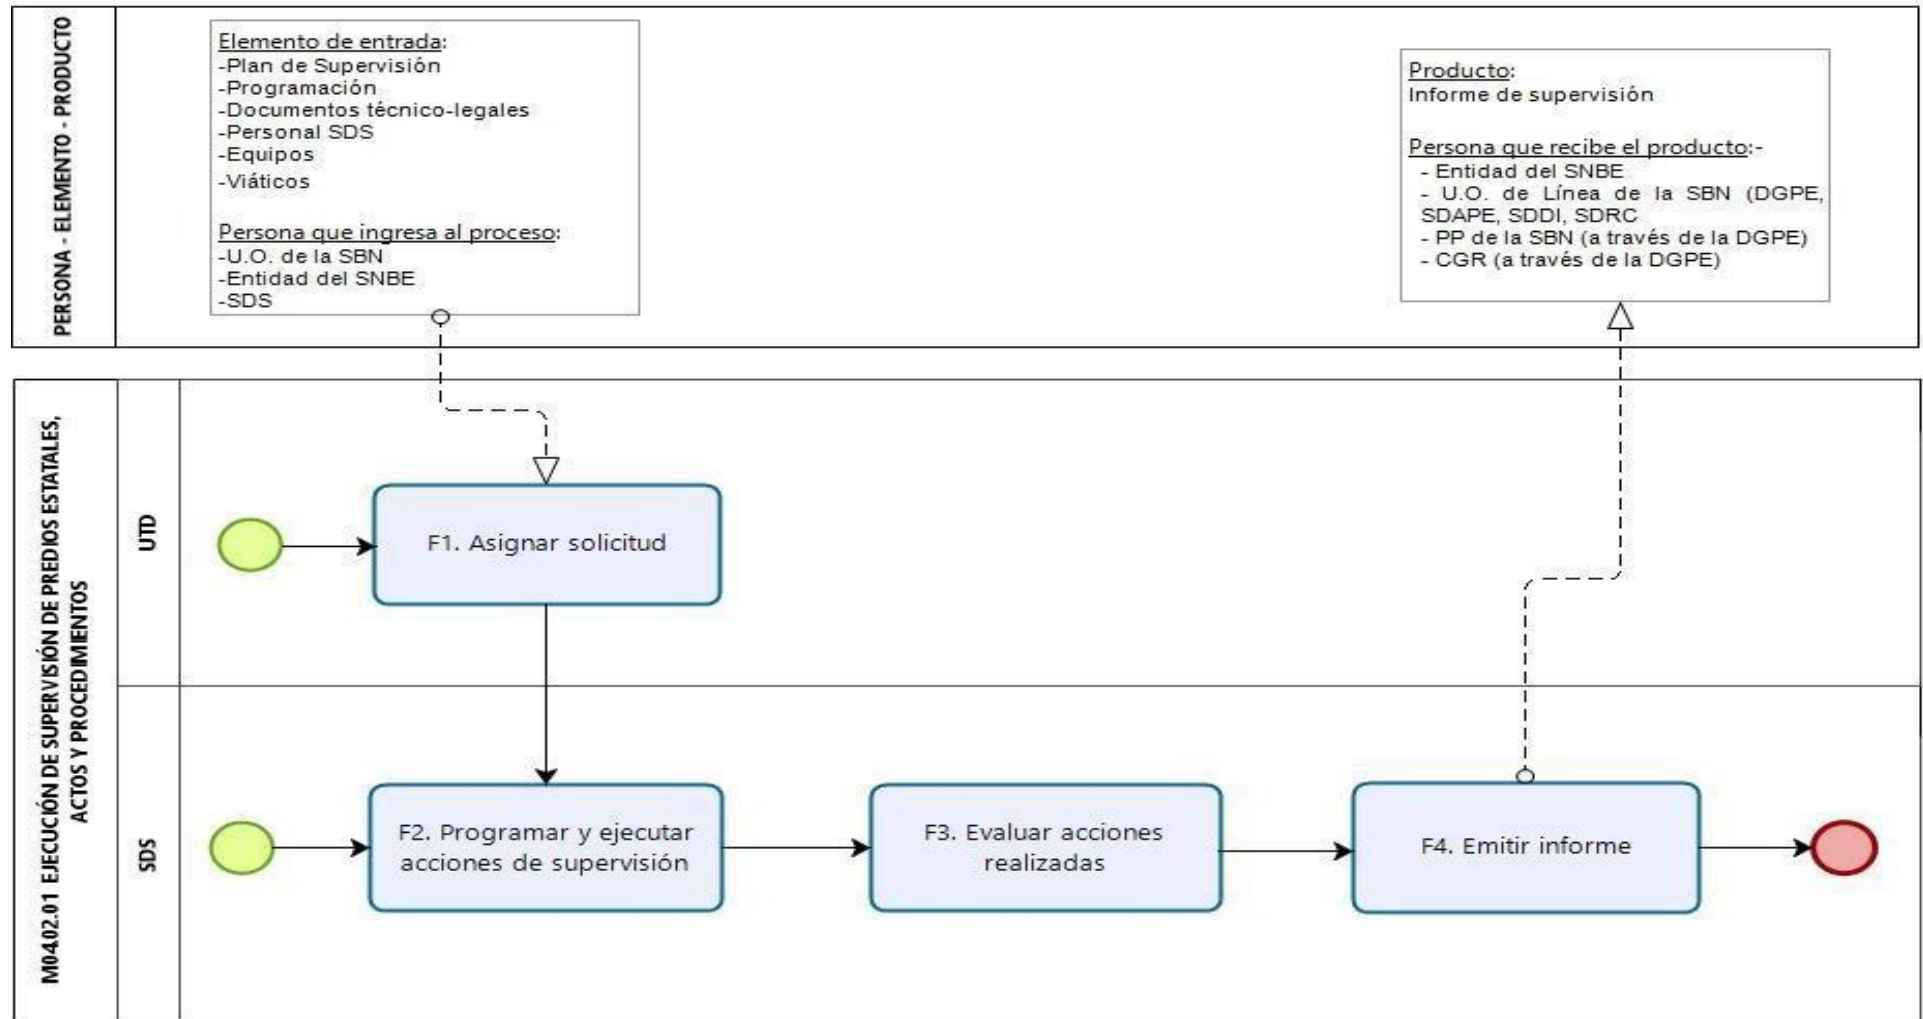 PERSONA - ELEMENTO - PRODUCTO
Elemento de entrada:
-Plan de Supervisión
-Programación
-Documentos técnico-legales
-Personal SDS
-Equipos
-Viáticos
Persona que ingresa al proceso:
-U.O. de la SBN
-Entidad del SNBE
-SDS
Producto:
Informe de supervisión
Persona que recibe el producto:-
- Entidad del SNBE
- U.O. de Línea de la SBN (DGPE,
SDAPE, SDDI, SDRC
- PP de la SBN (a través de la DGPE)
- CGR (a través de la DGPE)
M04.02.01 EJECUCIÓN DE SUPERVISIÓN DE PREDIOS ESTATALES,
ACTOS Y PROCEDIMIENTOS
UTD
F1. Asignar solicitud
SDS
F2. Programar y ejecutar
acciones de supervisión
F3. Evaluar acciones
realizadas
F4. Emitir informe